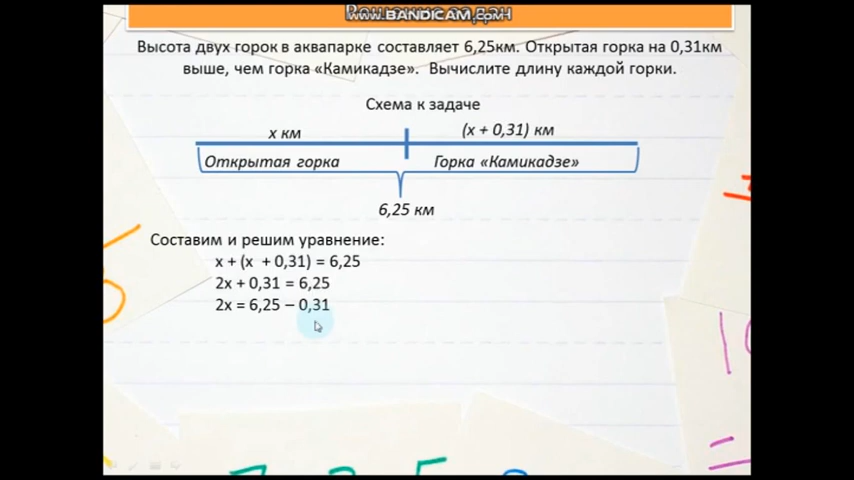 www.BANDICAM.com
Высота двух горок в аквапарке составляет 6,25км. Открытая горка на 0,31км
выше, чем горка «Камикадзе». Вычислите длину каждой горки.
Схема к задаче
х км
(х + 0,31) км
Открытая горка
Горка «Камикадзе»
6,25 км
Составим и решим уравнение:
х + (х + 0,31) = 6,25
2х + 0,31 = 6,25
2х = 6,25 – 0,31